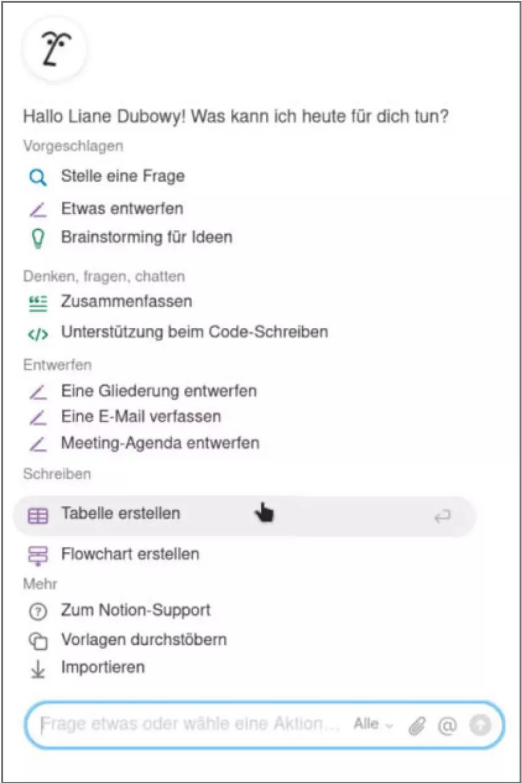 Hallo Liane Dubowy! Was kann ich heute für dich tun?
Vorgeschlagen
Stelle eine Frage
Etwas entwerfen
Brainstorming für Ideen
Denken, fragen, chatten
Zusammenfassen
Unterstützung beim Code-Schreiben
Entwerfen
Eine Gliederung entwerfen
Eine E-Mail verfassen
Meeting-Agenda entwerfen
Schreiben
Tabelle erstellen
Flowchart erstellen
Mehr
Zum Notion-Support
Vorlagen durchstöbern
Importieren
Frage etwas oder wähle eine Aktion... Alle